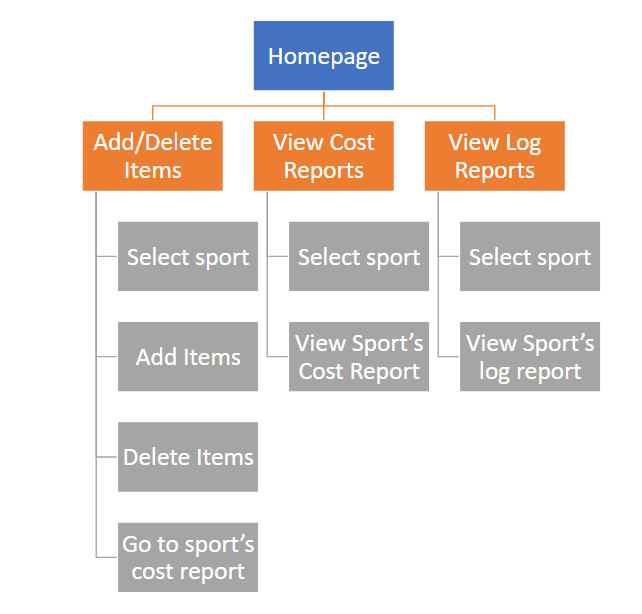 Homepage
Add/Delete
Items
View Cost
Reports
View Log
Reports
Select sport
Add Items
Delete Items
Go to sport’s
cost report
Select sport
View Sport’s
Cost Report
Select sport
View Sport’s
log report